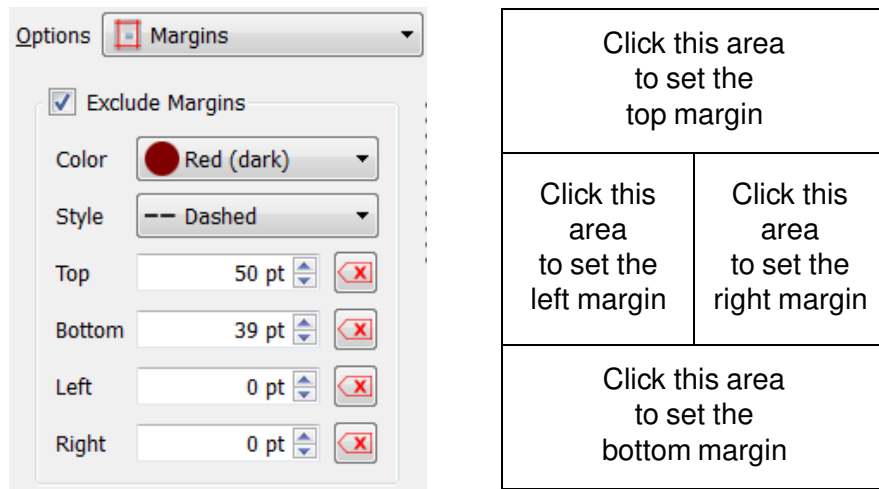 Options Margins
Exclude Margins
Color Red (dark)
Style Dashed
Top 50 pt
Bottom 39 pt
Left 0 pt
Right 0 pt
Click this area
to set the
top margin
Click this
area
to set the
left margin
Click this
area
to set the
right margin
Click this area
to set the
bottom margin